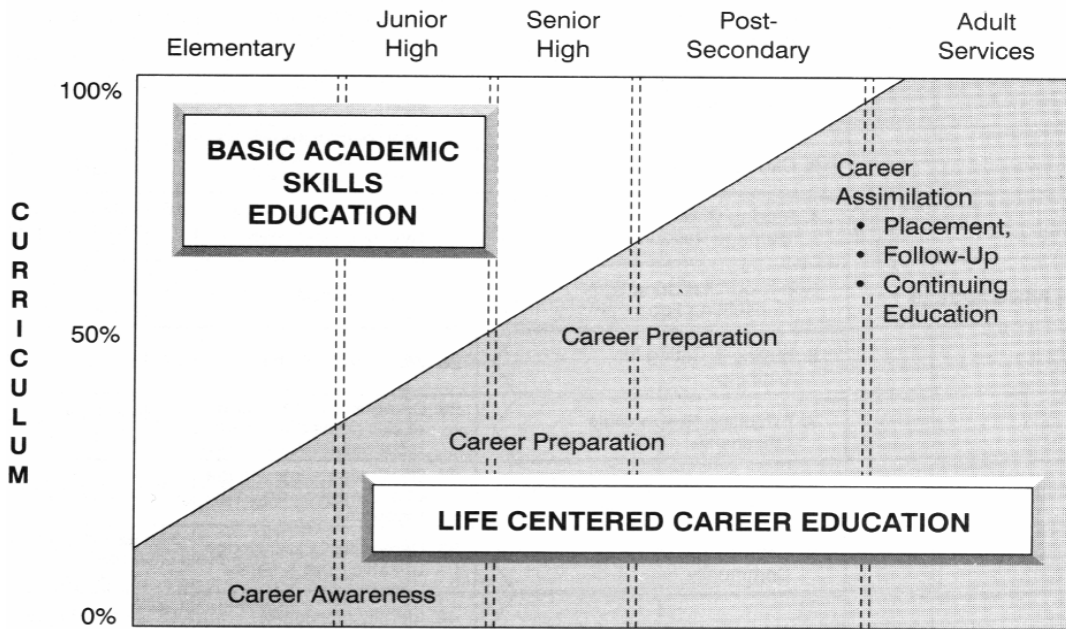 Elementary
Junior
High
Senior
High
Post-
Secondary
Adult
Services
100%
50%
0%
CURRICULUM
BASIC ACADEMIC
SKILLS
EDUCATION
Career
Assimilation
• Placement,
• Follow-Up
• Continuing
Education
Career Preparation
Career Preparation
LIFE CENTERED CAREER EDUCATION
Career Awareness